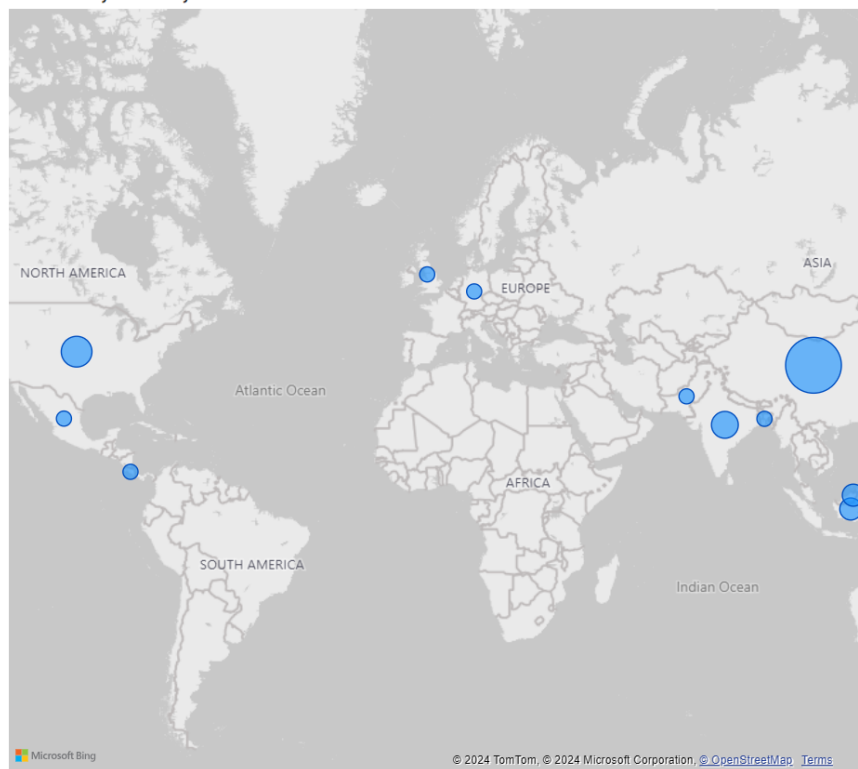 NORTH AMERICA
ASIA
EUROPE
Atlantic Ocean
AFRICA
SOUTH AMERICA
Indian Ocean
Microsoft Bing
© 2024 TomTom, © 2024 Microsoft Corporation, © OpenStreetMap Terms